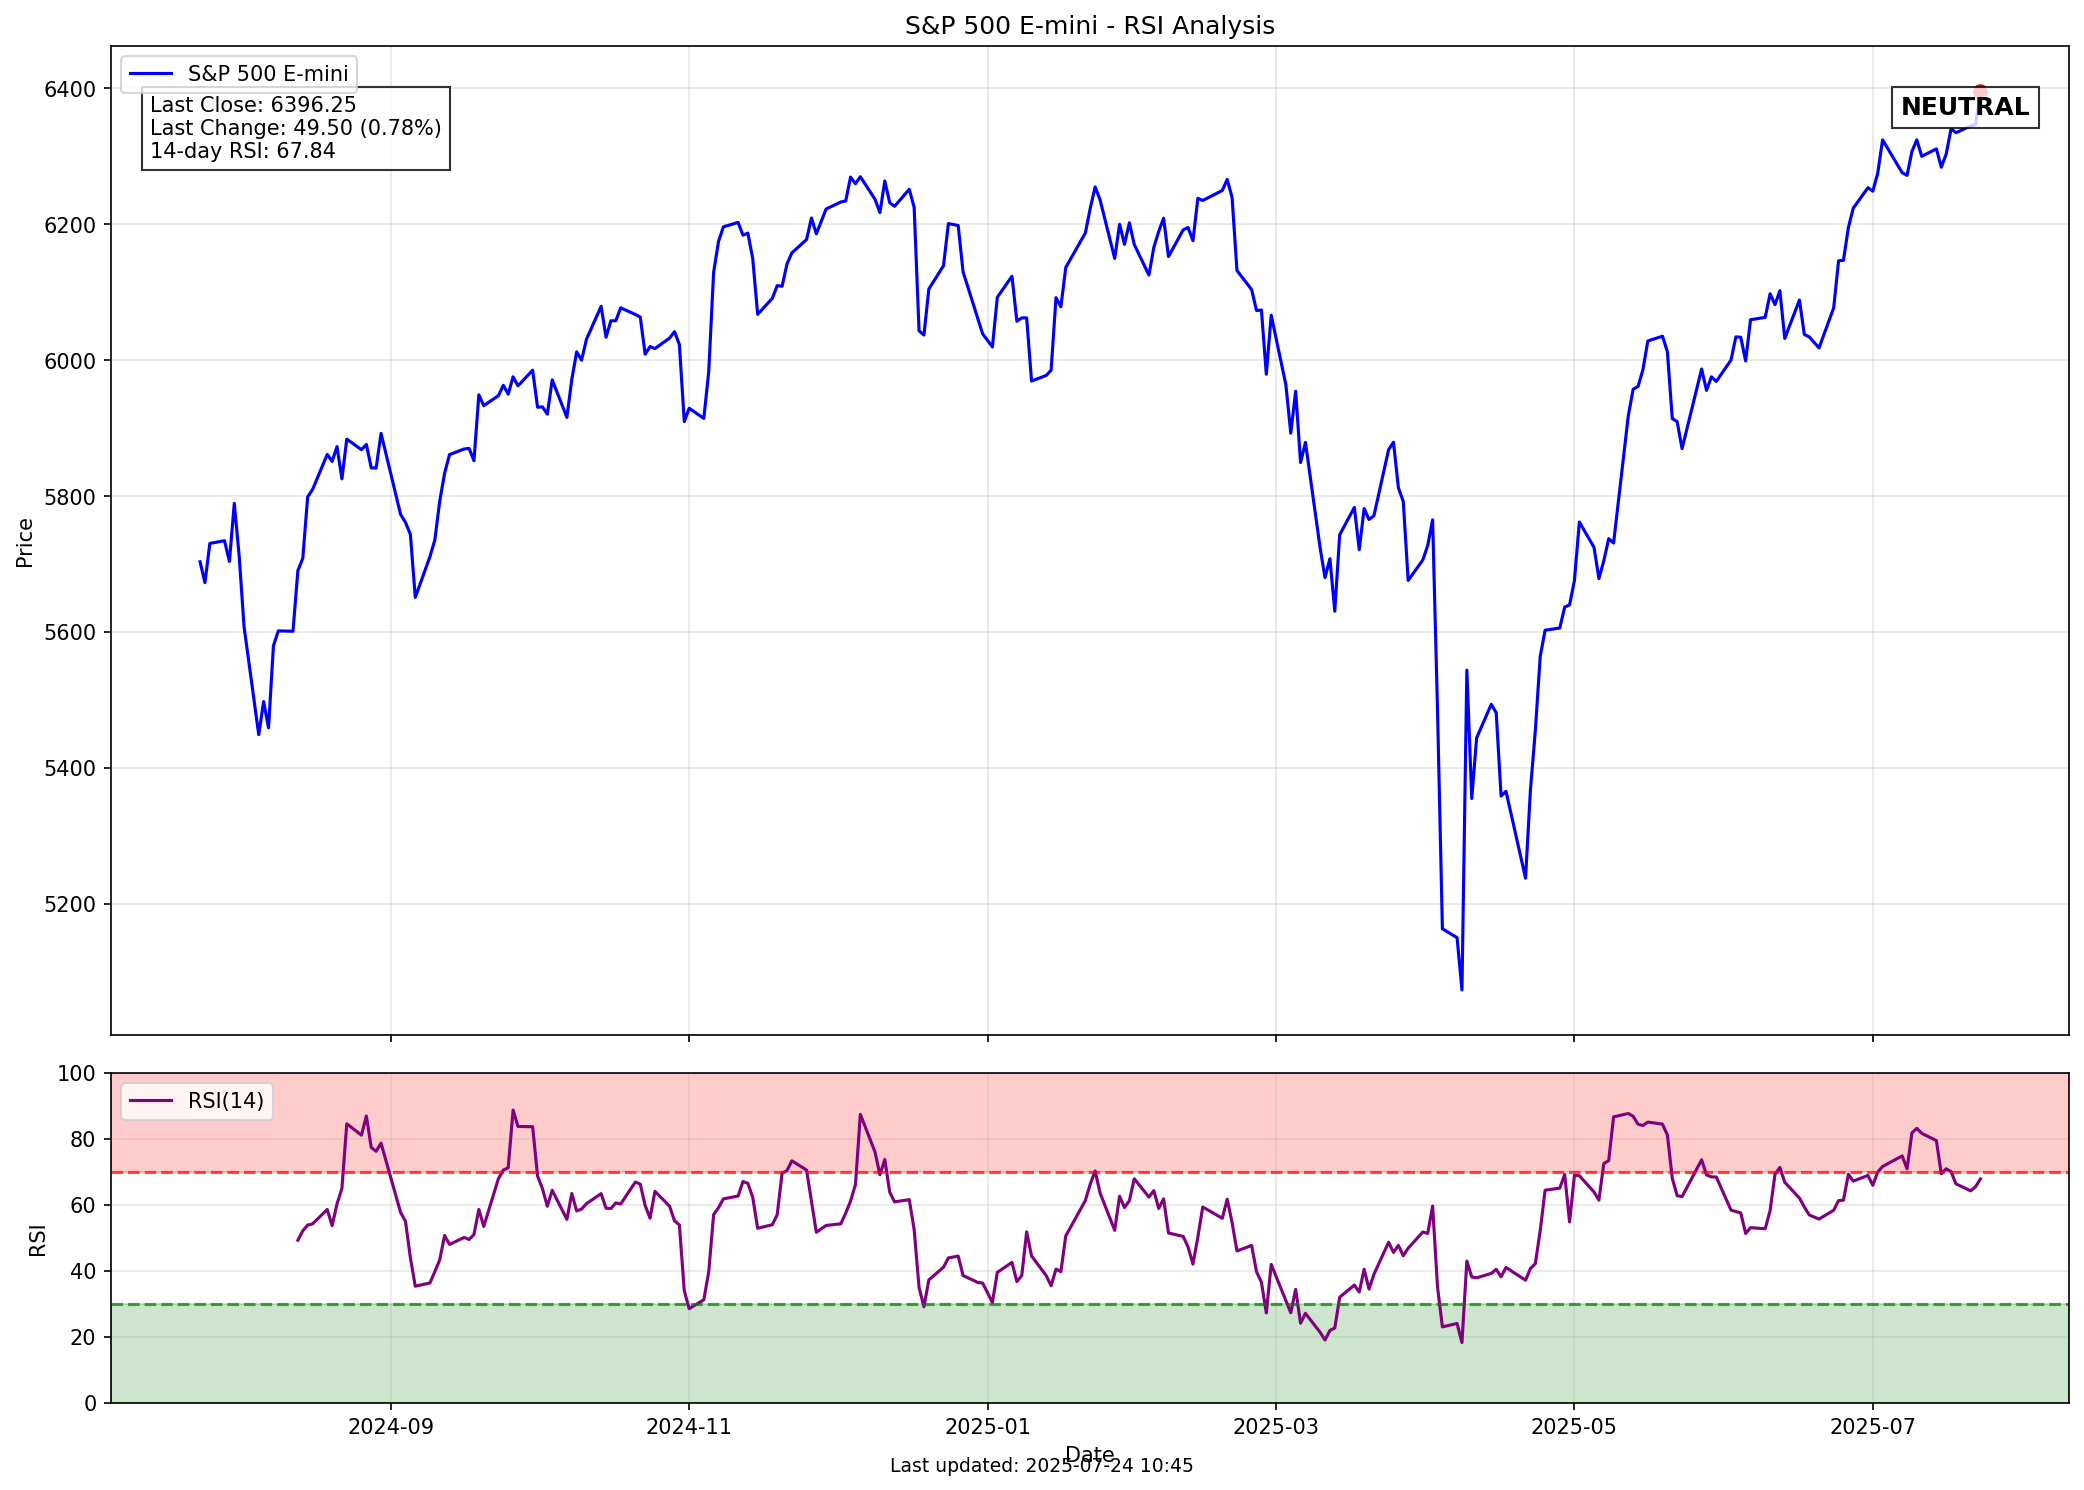 S&P 500 E-mini - RSI Analysis
S&P 500 E-mini
Last Close: 6396.25
Last Change: 49.50 (0.78%)
14-day RSI: 67.84
NEUTRAL
6400
6200
6000
5800
5600
5400
5200
Price
RSI(14)
100
80
60
40
20
0
RSI
2024-09
2024-11
2025-01
2025-03
2025-05
2025-07
Date
Last updated: 2025-07-24 10:45